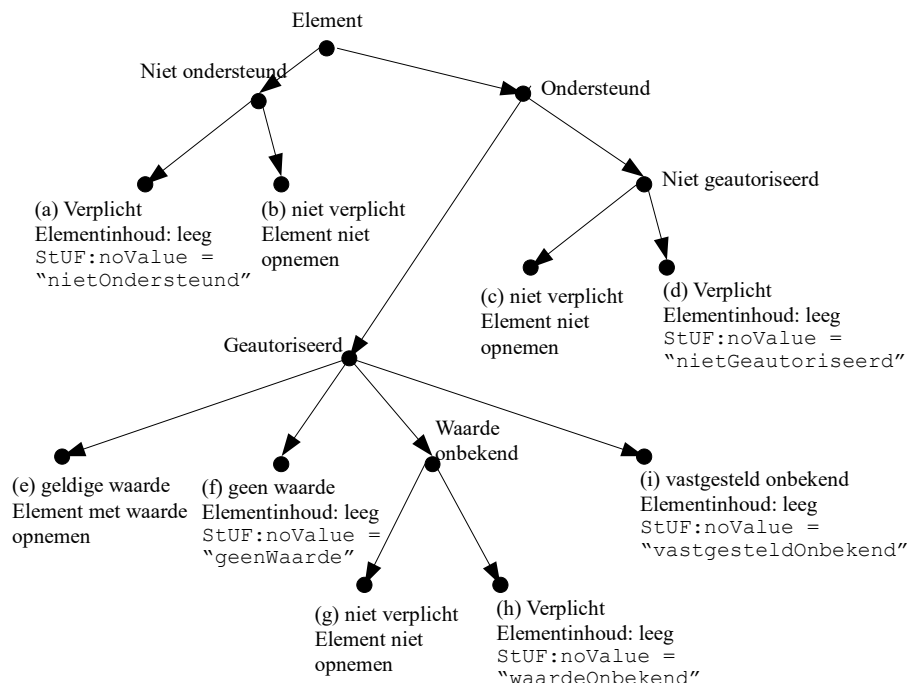 Element
Niet ondersteund
Ondersteund
Niet geautoriseerd
(a) Verplicht
Elementinhoud: leeg
StUF:noValue =
“nietOndersteund”
(b) niet verplicht
Element niet
opnemen
(c) niet verplicht
Element niet
opnemen
(d) Verplicht
Elementinhoud: leeg
StUF:noValue =
“nietGeautoriseerd”
Geautoriseerd
Waarde
onbekend
(e) geldige waarde
Element met waarde
opnemen
(f) geen waarde
Elementinhoud: leeg
StUF:noValue =
“geenWaarde”
(i) vastgesteld onbekend
Elementinhoud: leeg
StUF:noValue =
“vastgesteldOnbekend”
(g) niet verplicht
Element niet
opnemen
(h) Verplicht
Elementinhoud: leeg
StUF:noValue =
“waardeOnbekend”